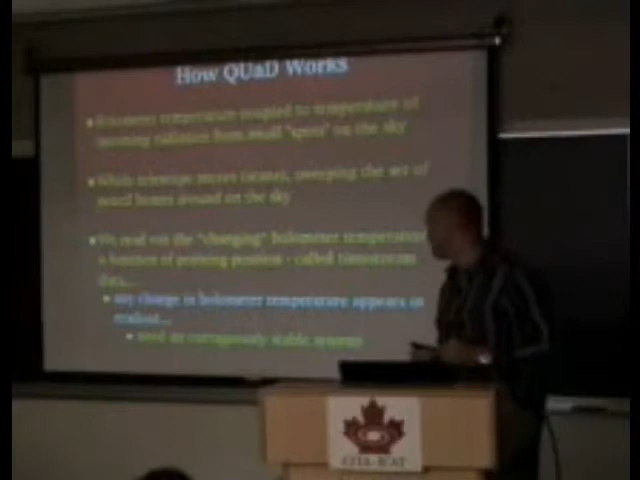 How QUaD Works
Bolometer temperature coupled to temperature of
incoming radiation from small "spots" on the sky
While telescope moves (scans), sweeping the set of
small beams around on the sky
We read out the "changing" bolometer temperature
a function of pointing position - called timestream
data...
any change in bolometer temperature appears in
readout...
need an outrageously stable system
CITA-ICAT